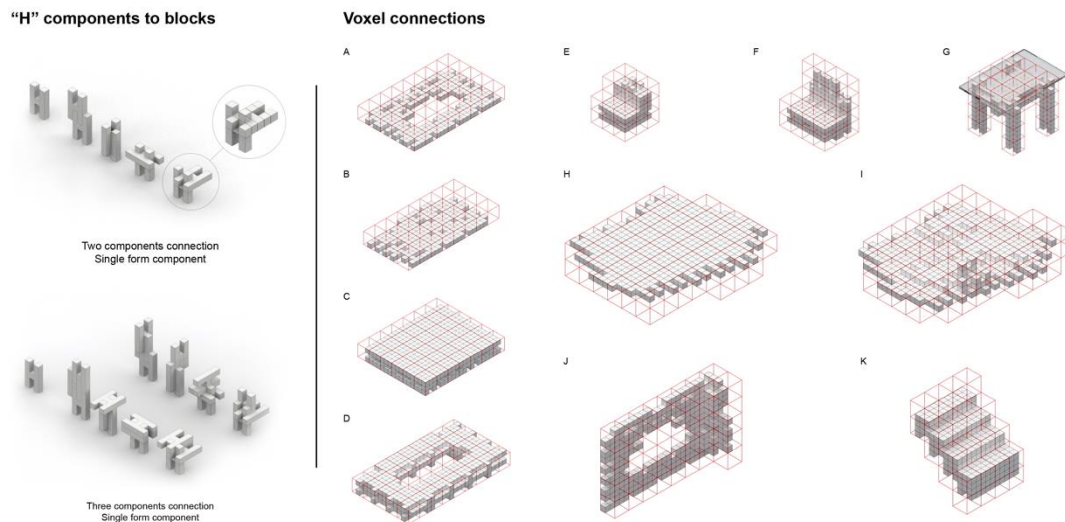 “H” components to blocks
Two components connection
Single form component
Three components connection
Single form component
Voxel connections
A
E
F
G
B
H
I
C
J
K
D